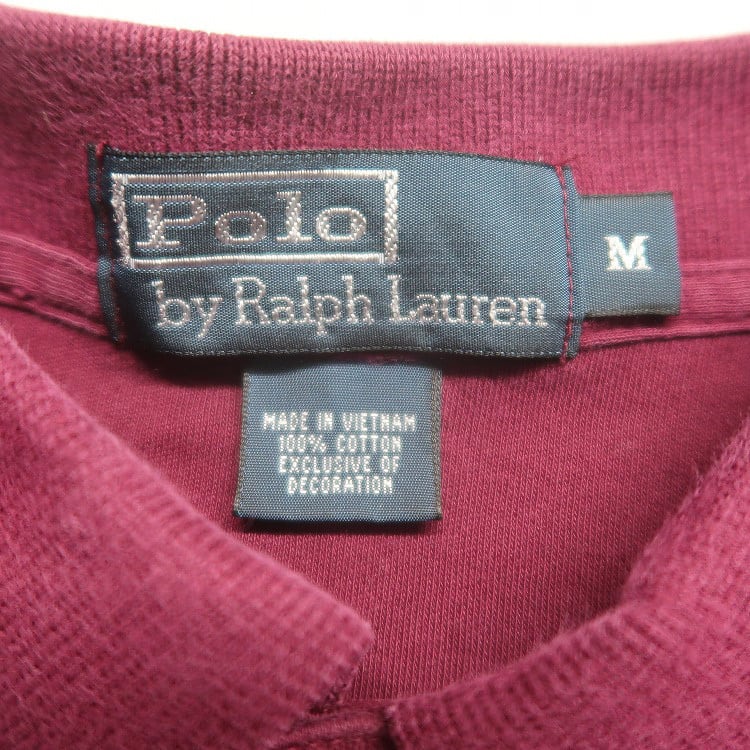 Polo
by Ralph Lauren
M
MADE IN VIETNAM
100% COTTON
EXCLUSIVE OF
DECORATION